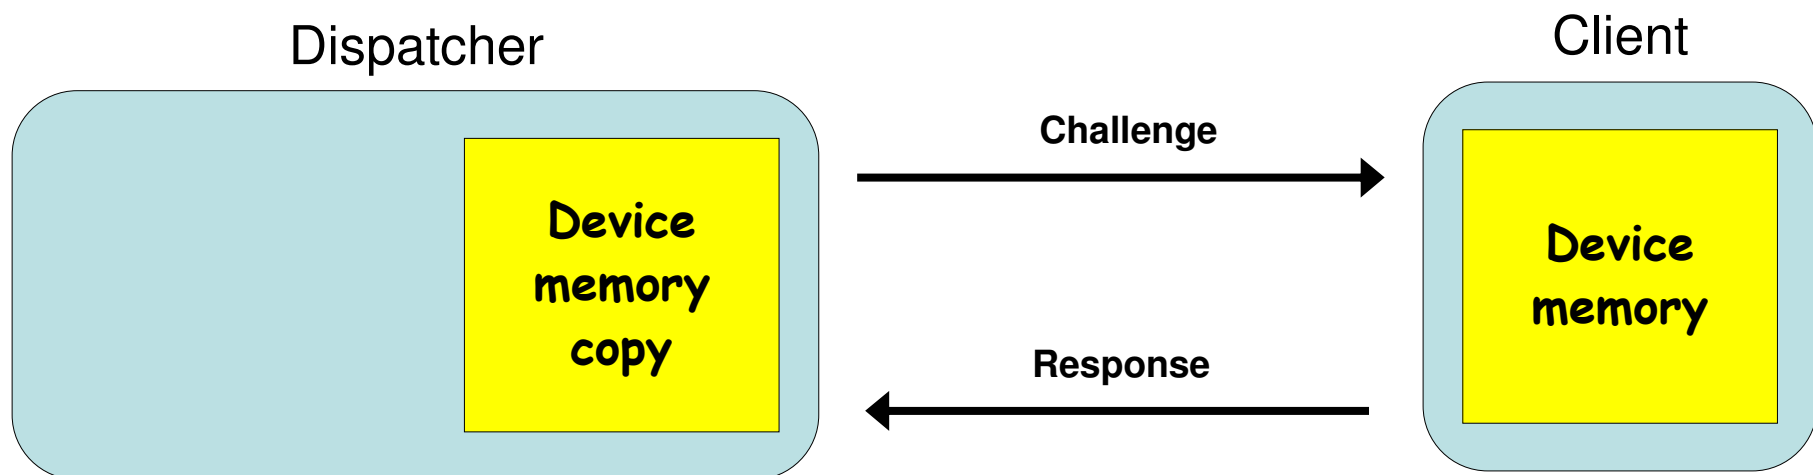 Dispatcher
Client
Challenge
Device
memory
copy
Device
memory
Response